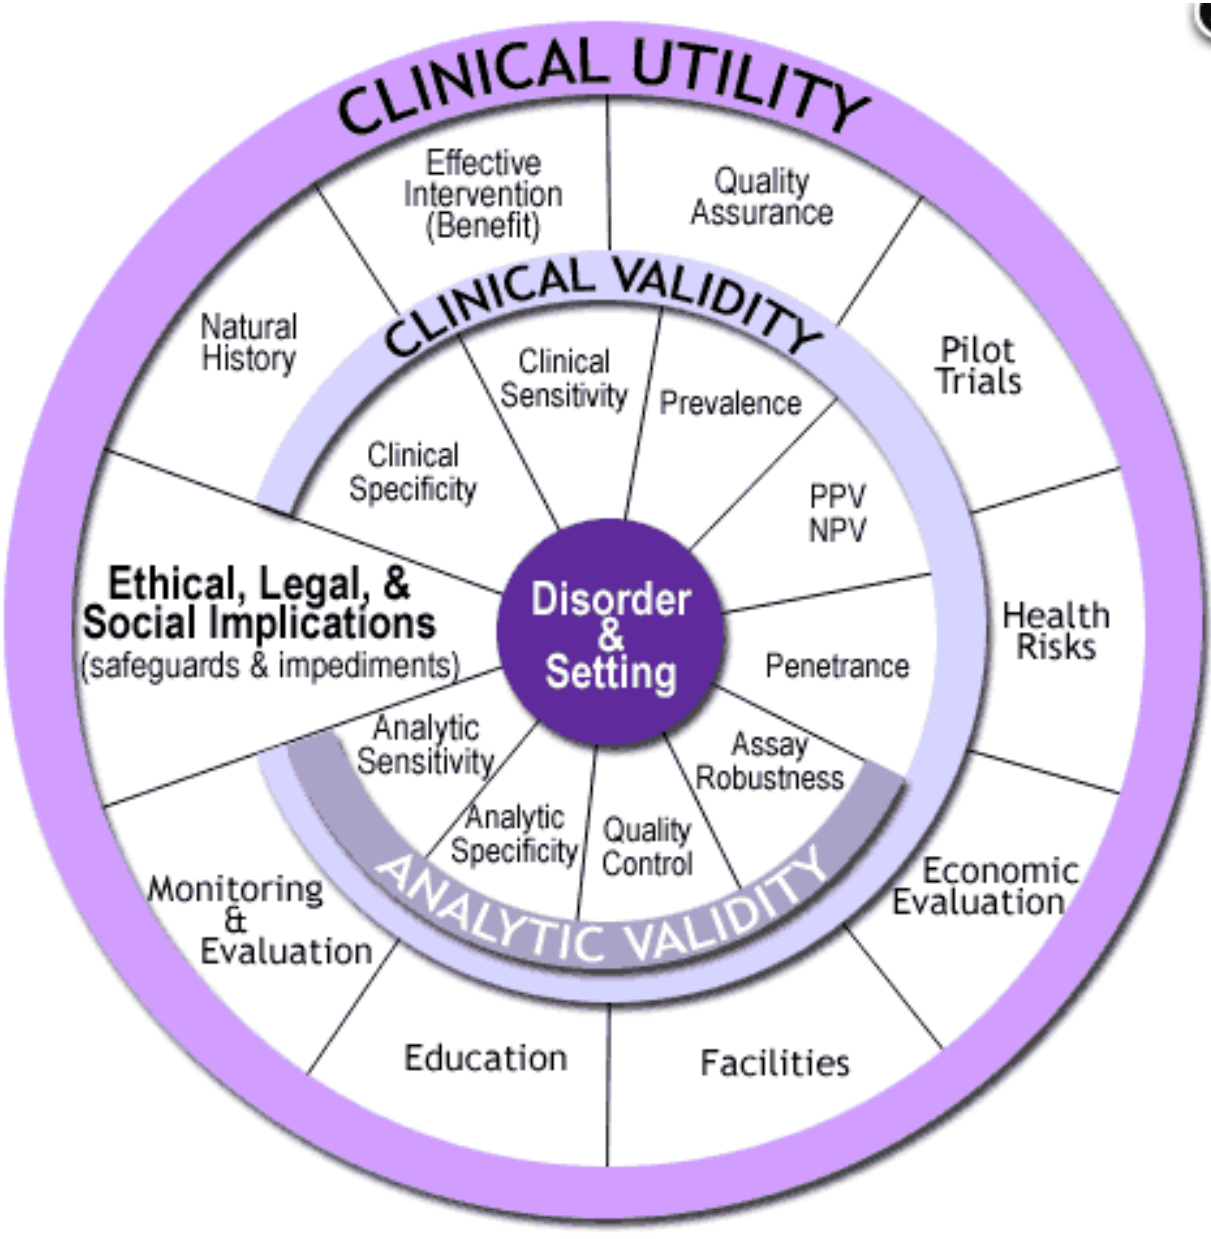 CLINICAL UTILITY
Effective
Intervention
(Benefit)
Quality
Assurance
Natural
History
Pilot
Trials
CLINICAL VALIDITY
Clinical
Sensitivity
Prevalence
Clinical
Specificity
PPV
NPV
Ethical, Legal, &
Social Implications
(safeguards & impediments)
Disorder
&
Setting
Health
Risks
Penetrance
Analytic
Sensitivity
Assay
Robustness
Analytic
Specificity
Quality
Control
ANALYTIC VALIDITY
Economic
Evaluation
Monitoring
&
Evaluation
Education
Facilities